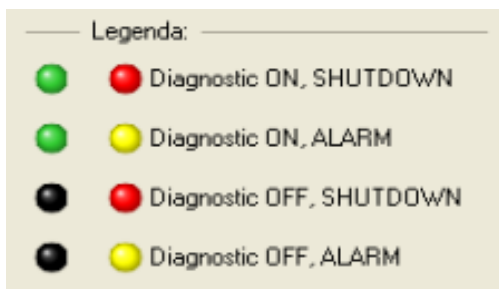 Legenda:
Diagnostic ON, SHUTDOWN
Diagnostic ON, ALARM
Diagnostic OFF, SHUTDOWN
Diagnostic OFF, ALARM